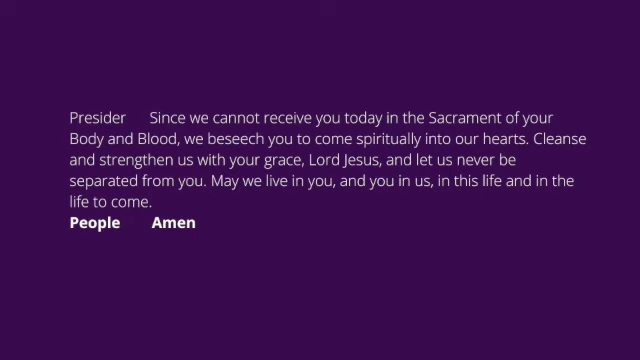 Presider Since we cannot receive you today in the Sacrament of your
Body and Blood, we beseech you to come spiritually into our hearts. Cleanse
and strengthen us with your grace, Lord Jesus, and let us never be
separated from you. May we live in you, and you in us, in this life and in the
life to come.
People Amen